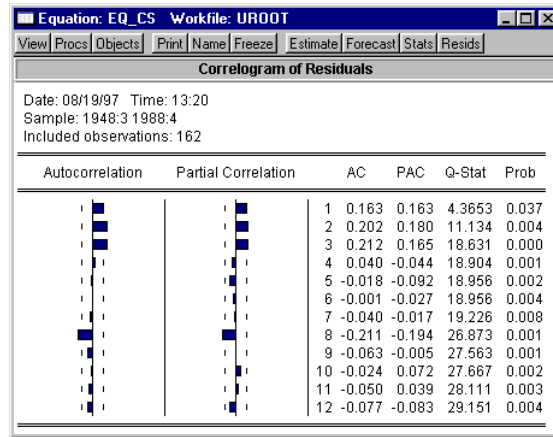 Equation: EQ_CS Workfile: UROOT
View Procs Objects Print Name Freeze Estimate Forecast Stats Resids
Correlogram of Residuals
Date: 08/19/97 Time: 13:20
Sample: 1948:3 1988:4
Included observations: 162
Autocorrelation Partial Correlation AC PAC Q-Stat Prob
1 0.163 0.163 4.3653 0.037
2 0.202 0.180 11.134 0.004
3 0.212 0.165 18.631 0.000
4 0.040 -0.044 18.904 0.001
5 -0.018 -0.092 18.956 0.002
6 -0.001 -0.027 18.956 0.004
7 -0.040 -0.017 19.226 0.008
8 -0.211 -0.194 26.873 0.001
9 -0.063 -0.005 27.563 0.001
10 -0.024 0.072 27.667 0.002
11 -0.050 0.039 28.111 0.003
12 -0.077 -0.083 29.151 0.004